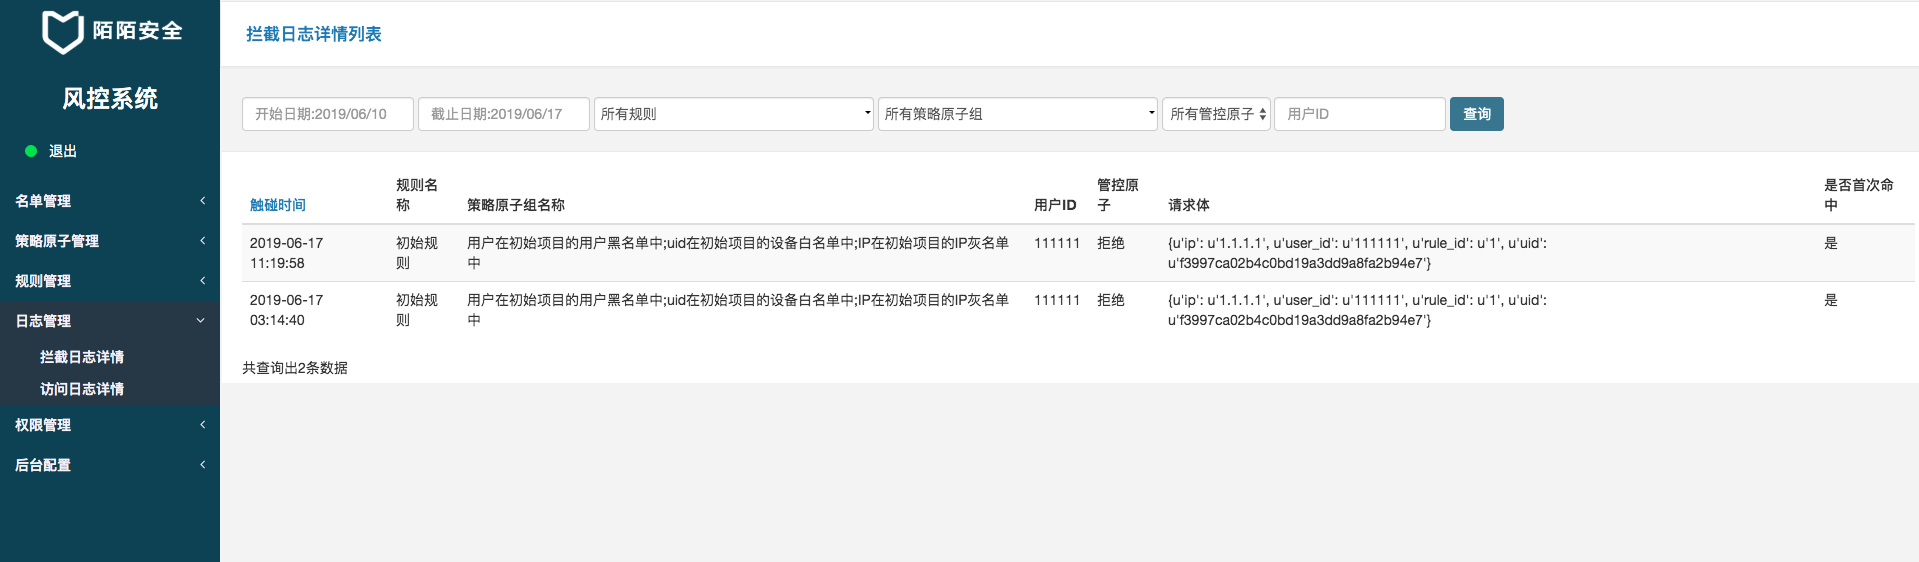 陌陌安全
风控系统
退出
名单管理
策略原子管理
规则管理
日志管理
拦截日志详情
访问日志详情
权限管理
后台配置
拦截日志详情列表
开始日期:2019/06/10 截止日期:2019/06/17 所有规则 所有策略原子组 所有管控原子 用户ID 查询
触碰时间 规则名称 策略原子组名称 用户ID 管控原子 请求体 是否首次命中
2019-06-17 初始规 用户在初始项目的用户黑名单中;uid在初始项目的设备白名单中;IP在初始项目的IP灰名单 111111 拒绝 {u'ip': u'1.1.1.1', u'user_id': u'111111', u'rule_id': u'1', u'uid': 是
11:19:58 则 中 u'f3997ca02b4c0bd19a3dd9a8fa2b94e7'}
2019-06-17 初始规 用户在初始项目的用户黑名单中;uid在初始项目的设备白名单中;IP在初始项目的IP灰名单 111111 拒绝 {u'ip': u'1.1.1.1', u'user_id': u'111111', u'rule_id': u'1', u'uid': 是
03:14:40 则 中 u'f3997ca02b4c0bd19a3dd9a8fa2b94e7'}
共查询出2条数据